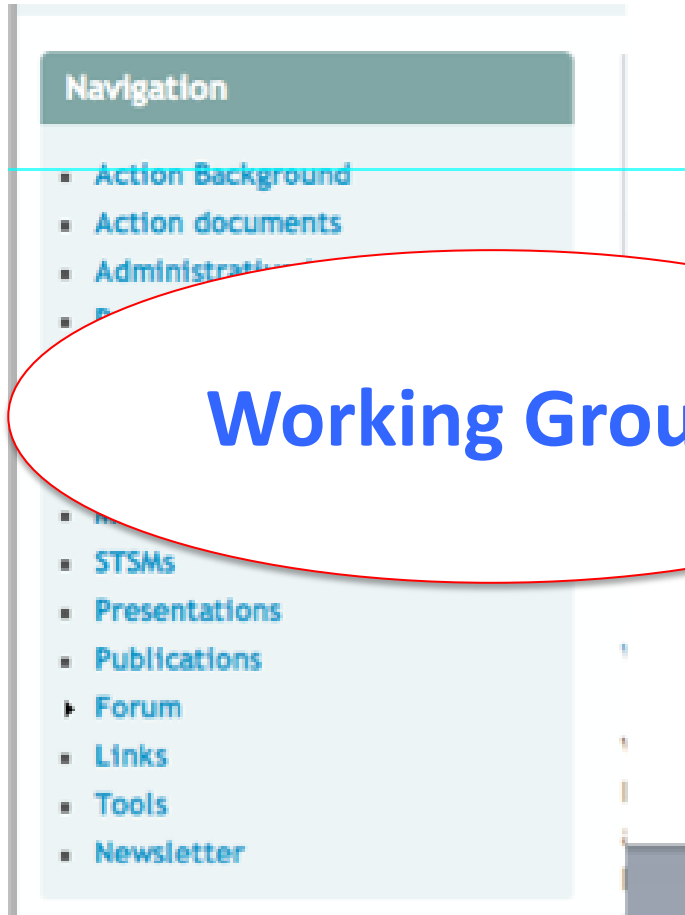 Navigation
Action Background
Action documents
Working Grou
STSMs
Presentations
Publications
Forum
Links
Tools
Newsletter